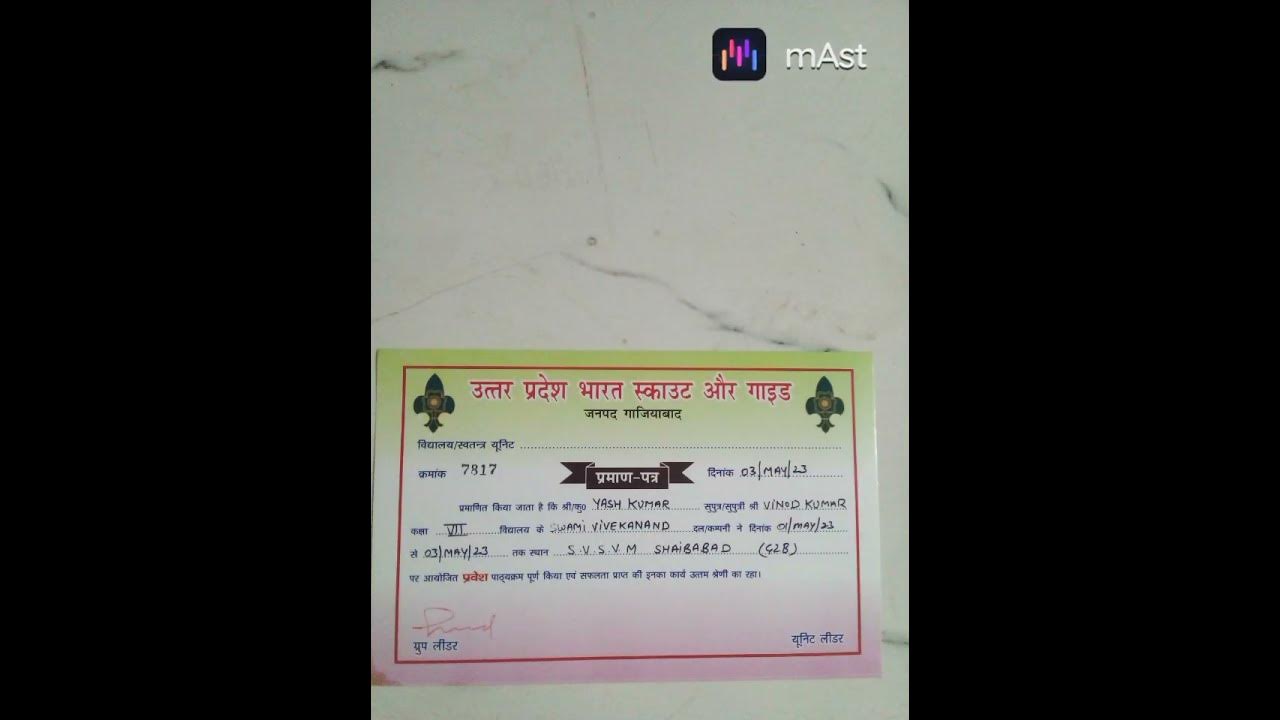 mAst
उत्तर प्रदेश भारत स्काउट और गाइड
जनपद गाजियाबाद
विद्यालय/स्वतन्त्र यूनिट
क्रमांक 7817 प्रमाण-पत्र दिनांक 03/MAY/23
प्रमाणित किया जाता है कि श्री/कु0 YASH KUMAR सुपुत्र/सुपुत्री श्री VINOD KUMAR
कक्षा VII विद्यालय के SWAMI VIVEKANAND दल/कम्पनी ने दिनांक 01/MAY/23
से 03/MAY/23 तक स्थान S.V.S.V.M SHAIBABAD (GZB)
पर आयोजित प्रवेश पाठ्यक्रम पूर्ण किया एवं सफलता प्राप्त की इनका कार्य उत्तम श्रेणी का रहा।
ग्रुप लीडर यूनिट लीडर